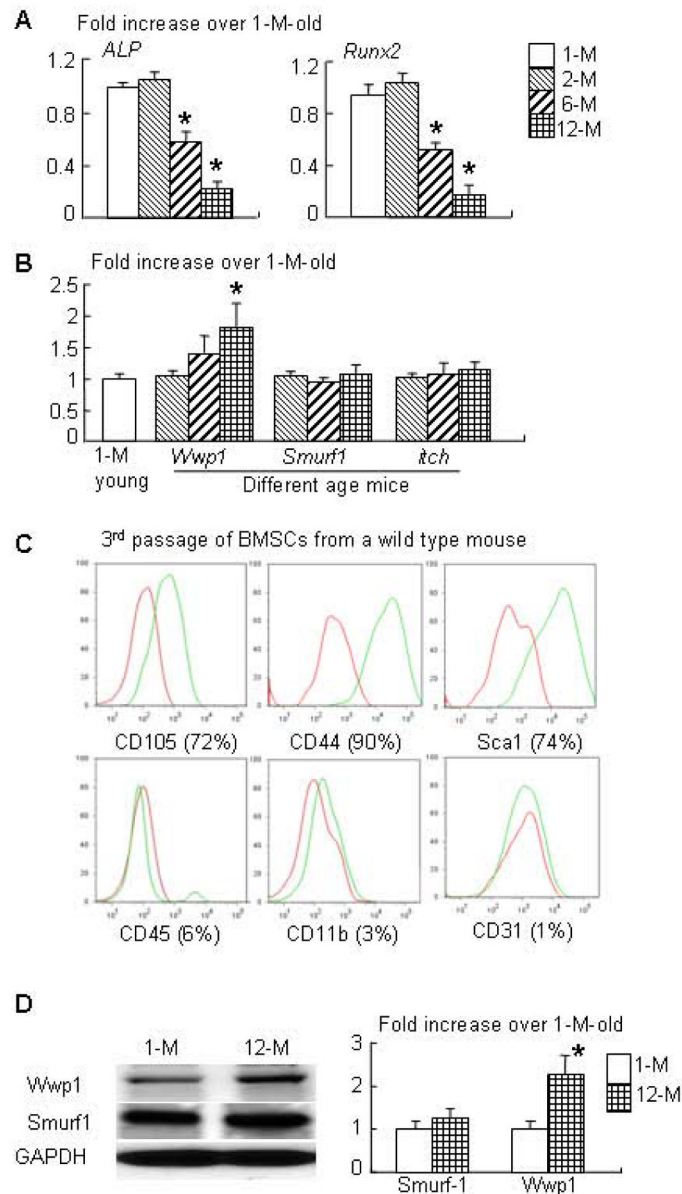 A
Fold increase over 1-M-old
ALP
Runx2
1.2
0.8
0.4
0
*
*
1.2
0.8
0.4
0
*
*
1-M
2-M
6-M
12-M
B
Fold increase over 1-M-old
2.5
2
1.5
1
0.5
0
*
1-M
young
Wwp1
Smurf1
itch
Different age mice
C
3rd passage of BMSCs from a wild type mouse
CD105 (72%)
CD44 (90%)
Sca1 (74%)
CD45 (6%)
CD11b (3%)
CD31 (1%)
D
1-M
12-M
Wwp1
Smurf1
GAPDH
Fold increase over 1-M-old
3
2
1
0
*
1-M
12-M
Smurf-1
Wwp1